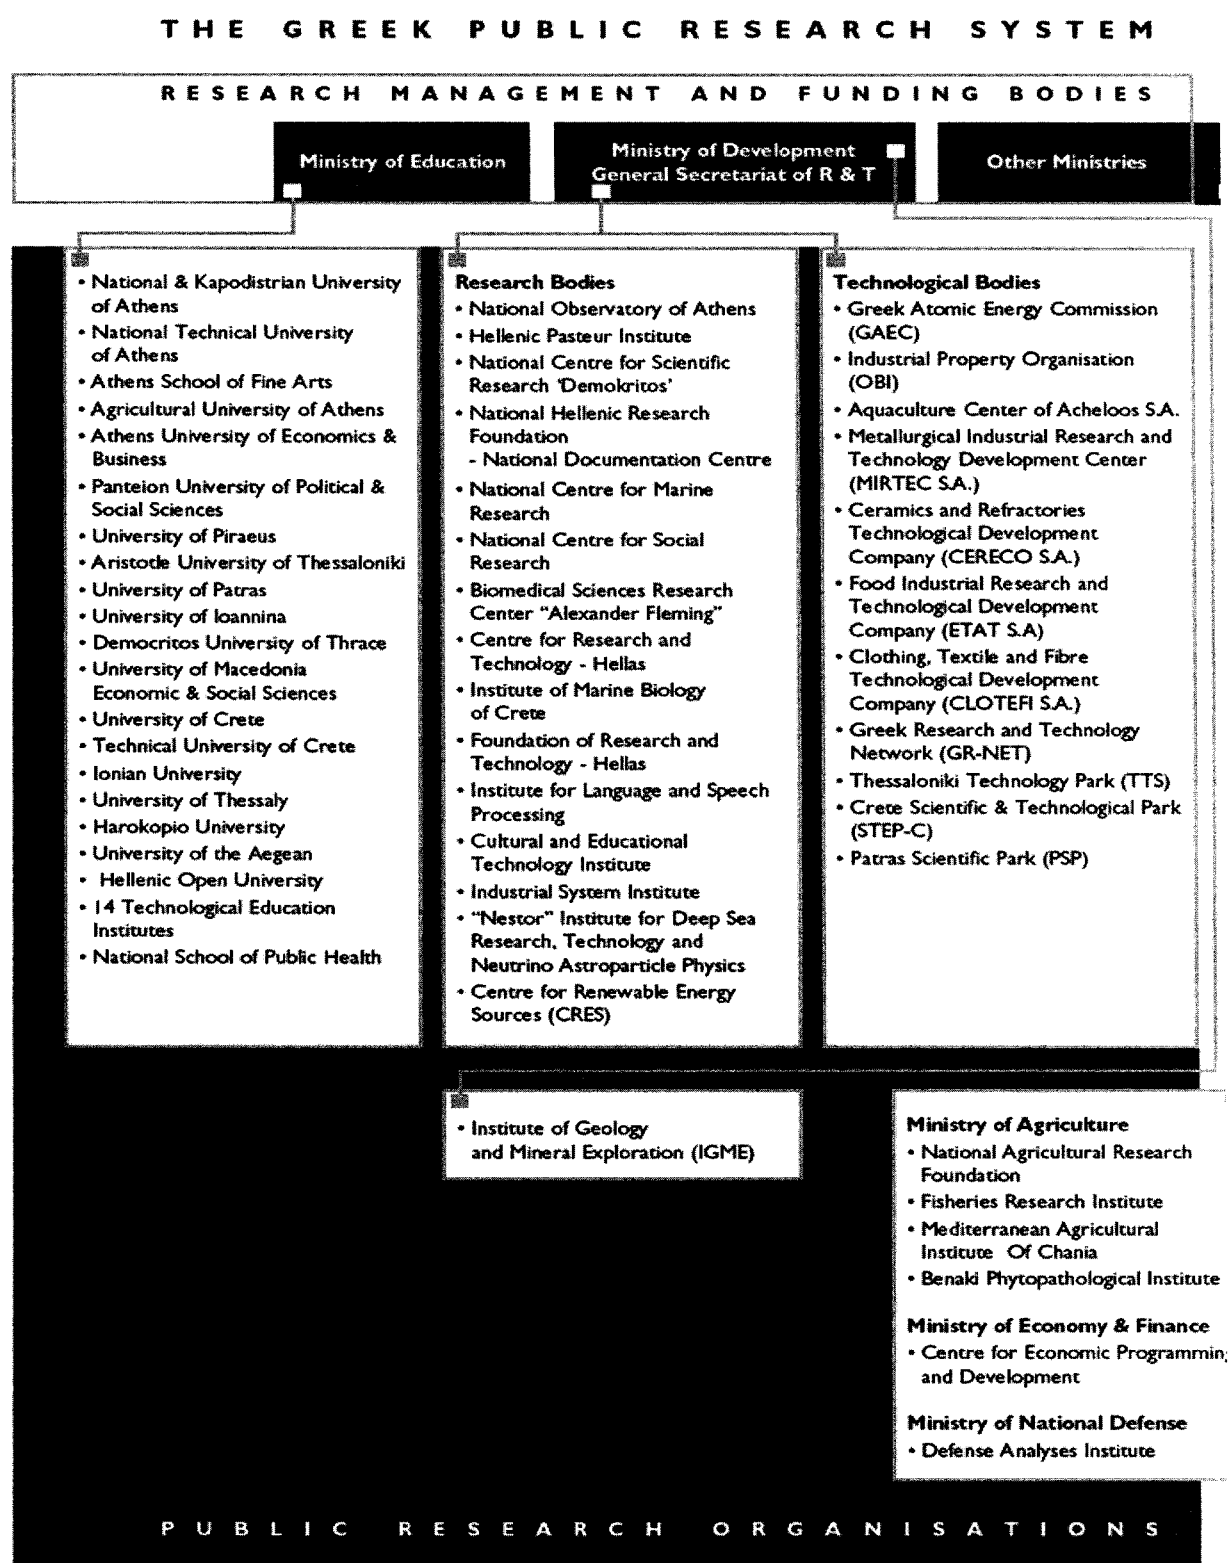 THE GREEK PUBLIC RESEARCH SYSTEM
RESEARCH MANAGEMENT AND FUNDING BODIES
Ministry of Education
Ministry of Development
General Secretariat of R & T
Other Ministries
• National & Kapodistrian University
of Athens
• National Technical University
of Athens
• Athens School of Fine Arts
• Agricultural University of Athens
• Athens University of Economics &
Business
• Panteion University of Political &
Social Sciences
• University of Piraeus
• Aristotle University of Thessaloniki
• University of Patras
• University of Ioannina
• Democritos University of Thrace
• University of Macedonia
Economic & Social Sciences
• University of Crete
• Technical University of Crete
• Ionian University
• University of Thessaly
• Harokopio University
• University of the Aegean
• Hellenic Open University
• 14 Technological Education
Institutes
• National School of Public Health
Research Bodies
• National Observatory of Athens
• Hellenic Pasteur Institute
• National Centre for Scientific
Research 'Demokritos'
• National Hellenic Research
Foundation
- National Documentation Centre
• National Centre for Marine
Research
• National Centre for Social
Research
• Biomedical Sciences Research
Center "Alexander Fleming"
• Centre for Research and
Technology - Hellas
• Institute of Marine Biology
of Crete
• Foundation of Research and
Technology - Hellas
• Institute for Language and Speech
Processing
• Cultural and Educational
Technology Institute
• Industrial System Institute
• "Nestor" Institute for Deep Sea
Research, Technology and
Neutrino Astroparticle Physics
• Centre for Renewable Energy
Sources (CRES)
Technological Bodies
• Greek Atomic Energy Commission
(GAEC)
• Industrial Property Organisation
(OBI)
• Aquaculture Center of Acheloos S.A.
• Metallurgical Industrial Research and
Technology Development Center
(MIRTEC S.A.)
• Ceramics and Refractories
Technological Development
Company (CERECO S.A.)
• Food Industrial Research and
Technological Development
Company (ETAT S.A)
• Clothing, Textile and Fibre
Technological Development
Company (CLOTEFI S.A.)
• Greek Research and Technology
Network (GR-NET)
• Thessaloniki Technology Park (TTS)
• Crete Scientific & Technological Park
(STEP-C)
• Patras Scientific Park (PSP)
• Institute of Geology
and Mineral Exploration (IGME)
Ministry of Agriculture
• National Agricultural Research
Foundation
• Fisheries Research Institute
• Mediterranean Agricultural
Institute Of Chania
• Benaki Phytopathological Institute
Ministry of Economy & Finance
• Centre for Economic Programmin
and Development
Ministry of National Defense
• Defense Analyses Institute
PUBLIC RESEARCH ORGANISATIONS